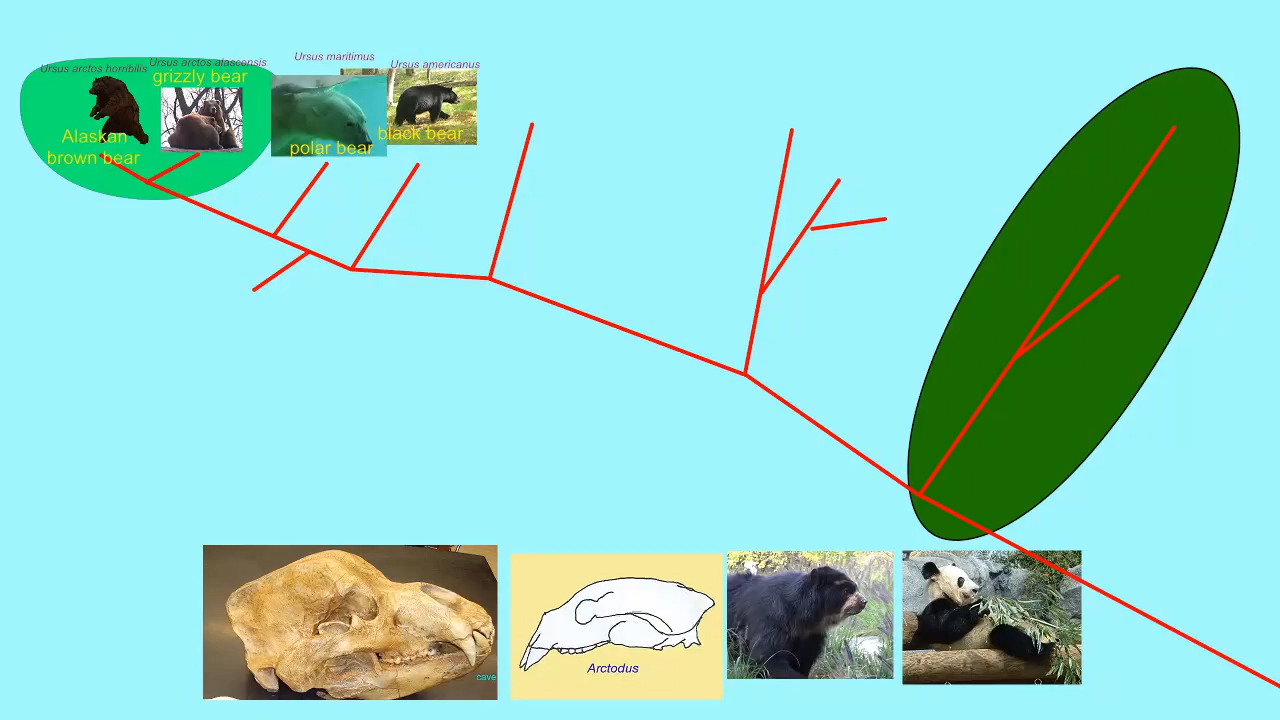 Ursus arctos horribilis
Ursus arctos alascensis
Ursus maritimus
Ursus americanus
grizzly bear
Alaskan
brown bear
polar bear
black bear
cave
Arctodus